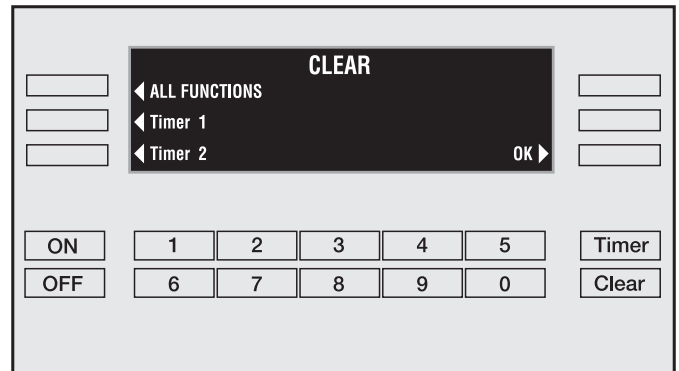 CLEAR
ALL FUNCTIONS
Timer 1
Timer 2 OK
ON 1 2 3 4 5 Timer
OFF 6 7 8 9 0 Clear